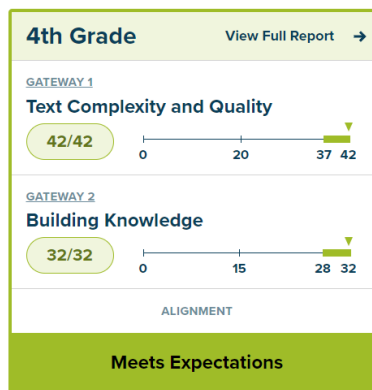 4th Grade View Full Report →
GATEWAY 1
Text Complexity and Quality
42/42
0 20 37 42
GATEWAY 2
Building Knowledge
32/32
0 15 28 32
ALIGNMENT
Meets Expectations